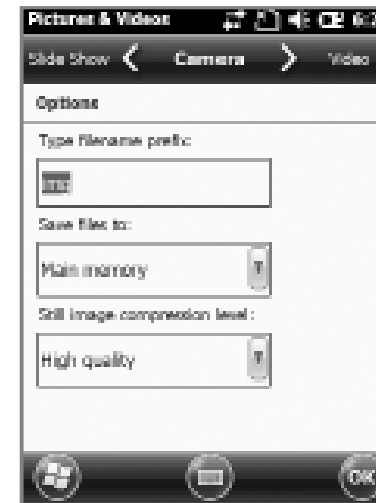 Pictures & Videos
Slide Show Camera Video
Options
Type filename prefix:
img
Save files to:
Main memory
Still image compression level:
High quality
OK